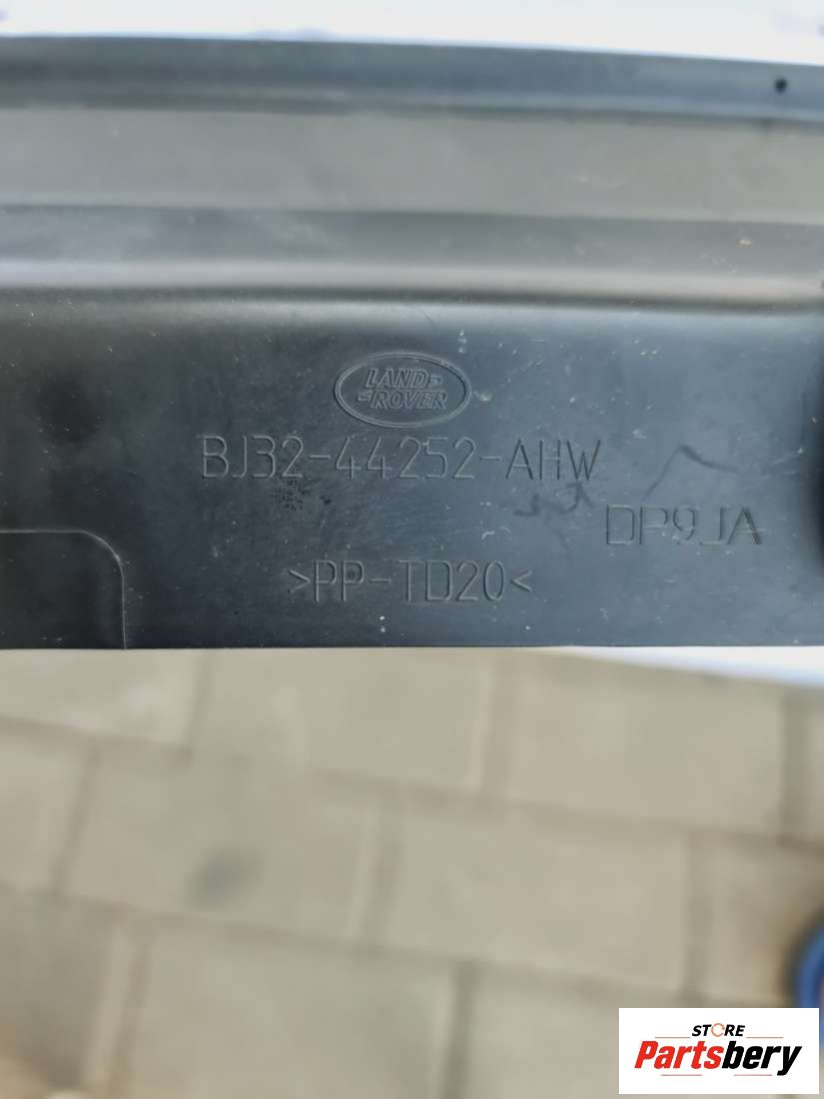 LAND
ROVER
BJ32-44252-AHW
DP9JA
>PP-TD20<
STORE
Partsbery